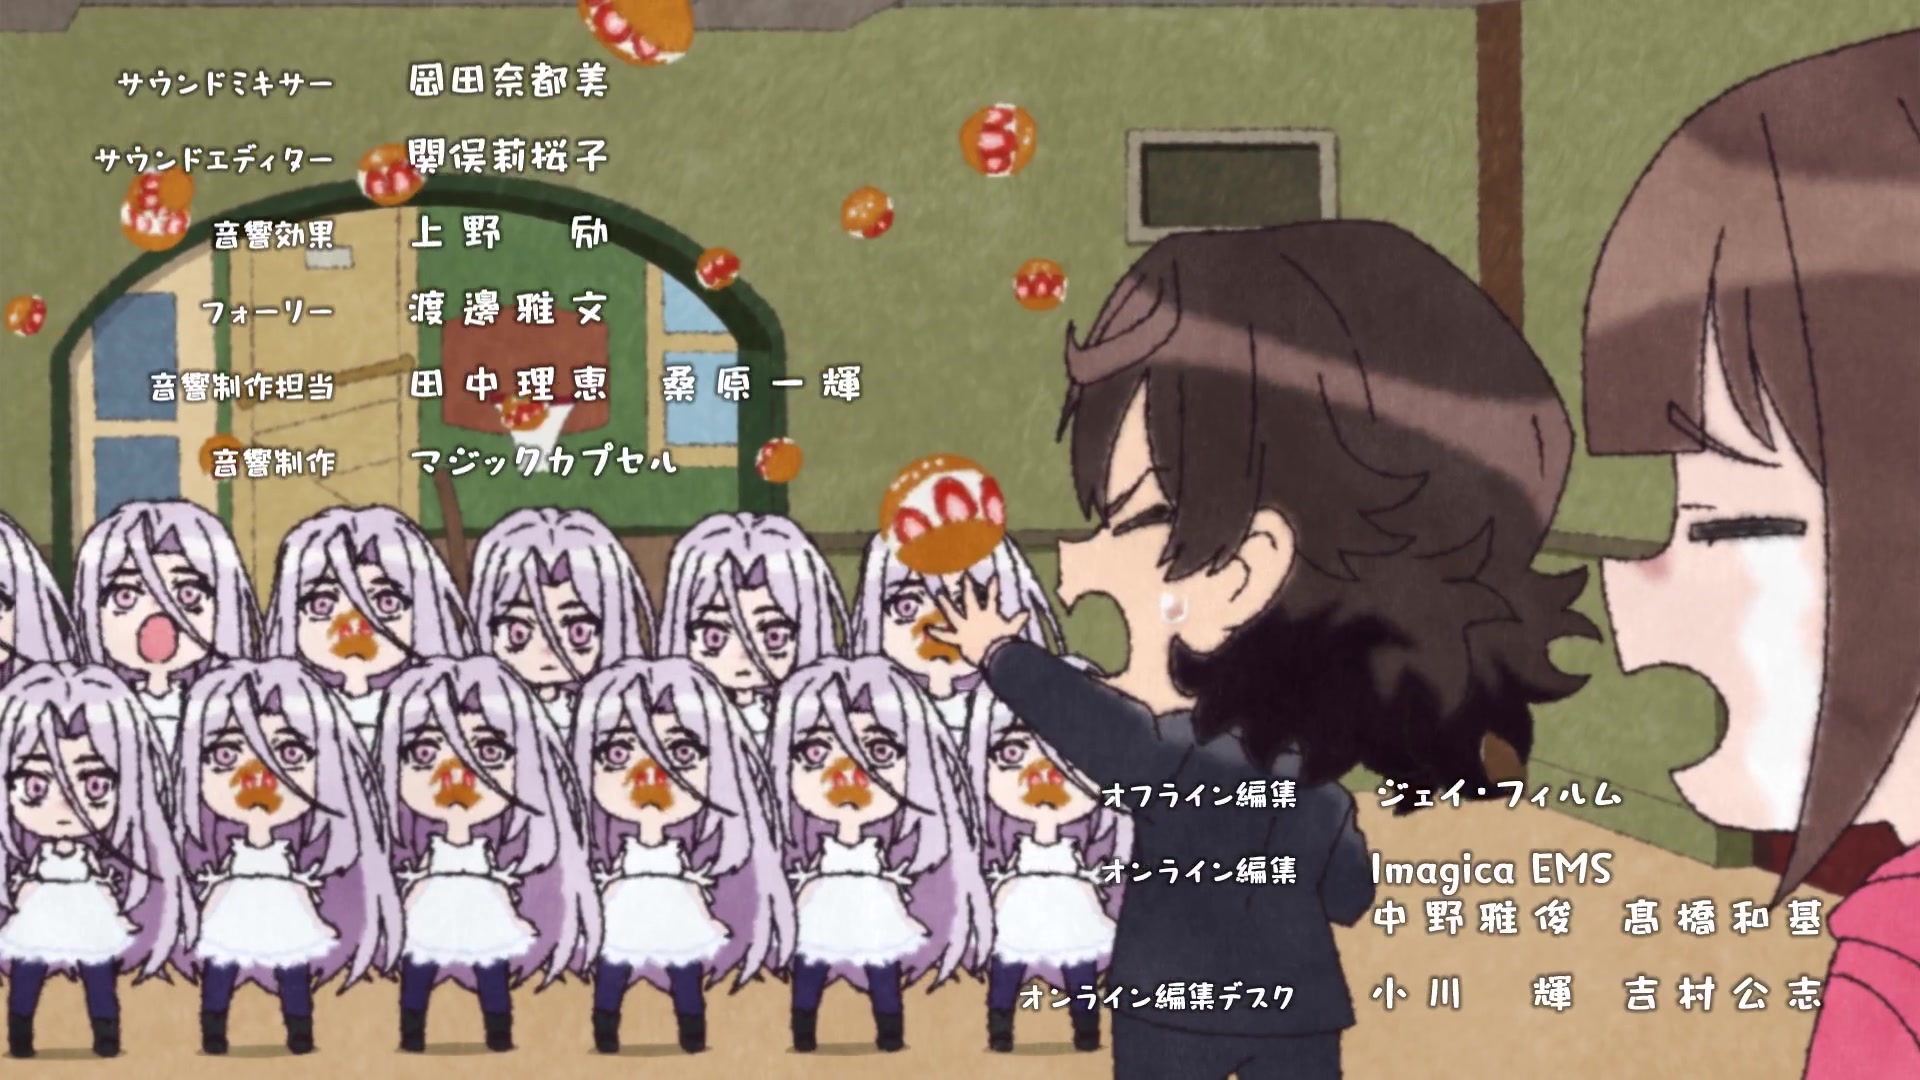 サウンドミキサー 岡田奈都美
サウンドエディター 関俣莉桜子
音響効果 上野 励
フォーリー 渡邊雅文
音響制作担当 田中理恵 桑原一輝
音響制作 マジックカプセル
オフライン編集 ジェイ・フィルム
オンライン編集 Imagica EMS
中野雅俊 髙橋和基
オンライン編集デスク 小川 輝 吉村公志